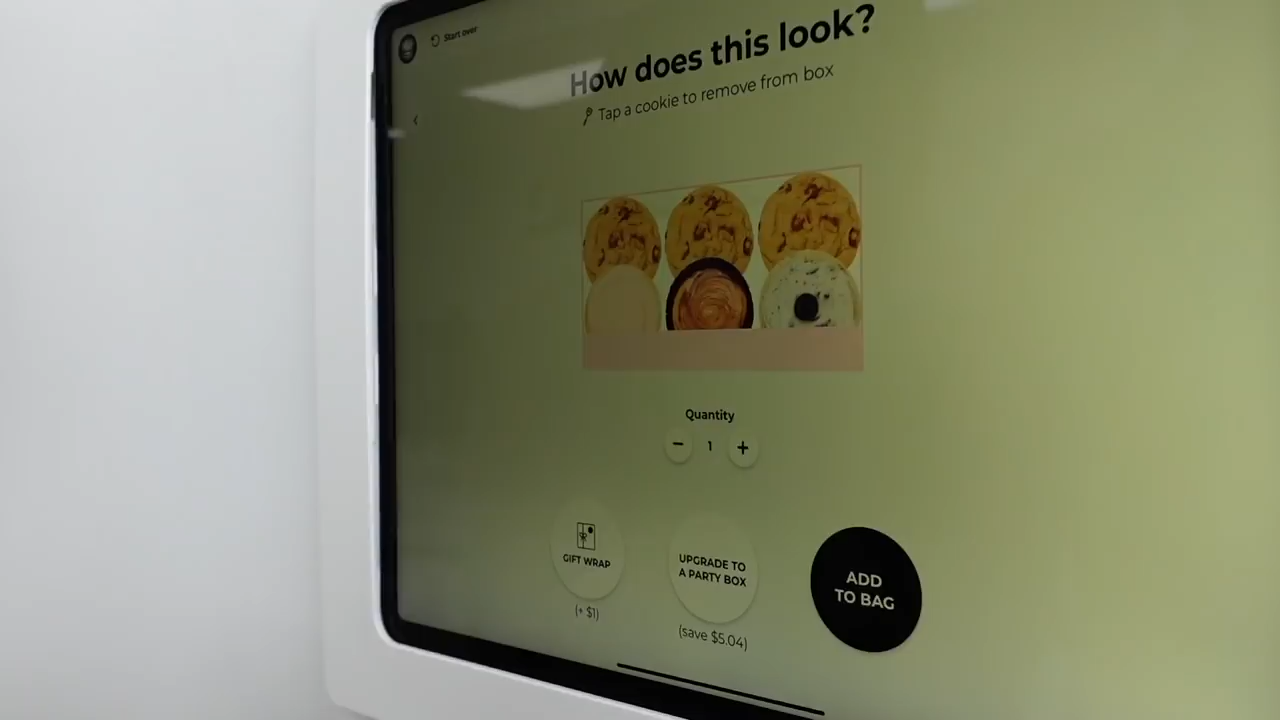 Start over
How does this look?
Tap a cookie to remove from box
Quantity
1
GIFT WRAP
(+ $1)
UPGRADE TO
A PARTY BOX
(save $5.04)
ADD
TO BAG